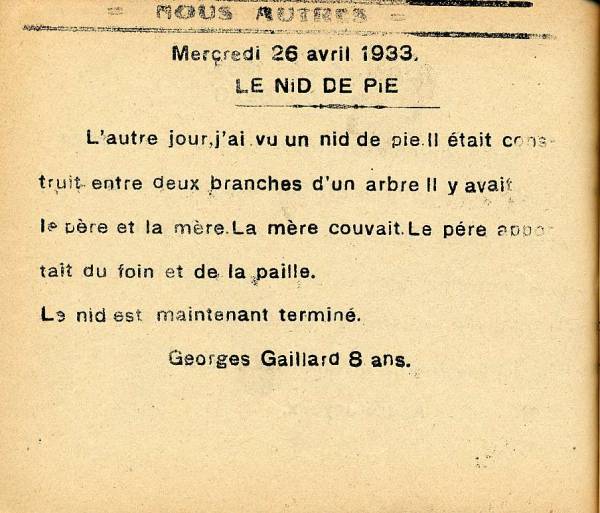 = NOUS AUTRES =
Mercredi 26 avril 1933.
LE NiD DE PiE
L'autre jour,j'ai vu un nid de pie.Il était cons-
truit entre deux branches d'un arbre Il y avait
le père et la mère.La mère couvait.Le pére appor
tait du foin et de la paille.
Le nid est maintenant terminé.
Georges Gaillard 8 ans.